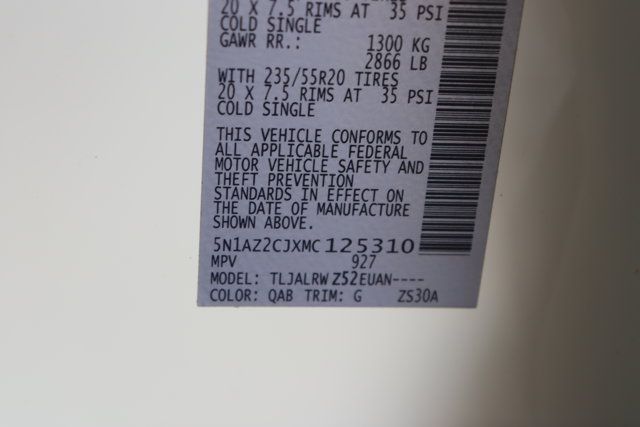 20 X 7.5 RIMS AT 35 PSI
COLD SINGLE
GAWR RR.: 1300 KG
2866 LB
WITH 235/55R20 TIRES
20 X 7.5 RIMS AT 35 PSI
COLD SINGLE
THIS VEHICLE CONFORMS TO
ALL APPLICABLE FEDERAL
MOTOR VEHICLE SAFETY AND
THEFT PREVENTION
STANDARDS IN EFFECT ON
THE DATE OF MANUFACTURE
SHOWN ABOVE.
5N1AZ2CJXMC125310
MPV 927
MODEL: TLJALRWZ52EUAN----
COLOR: QAB TRIM: G ZS30A